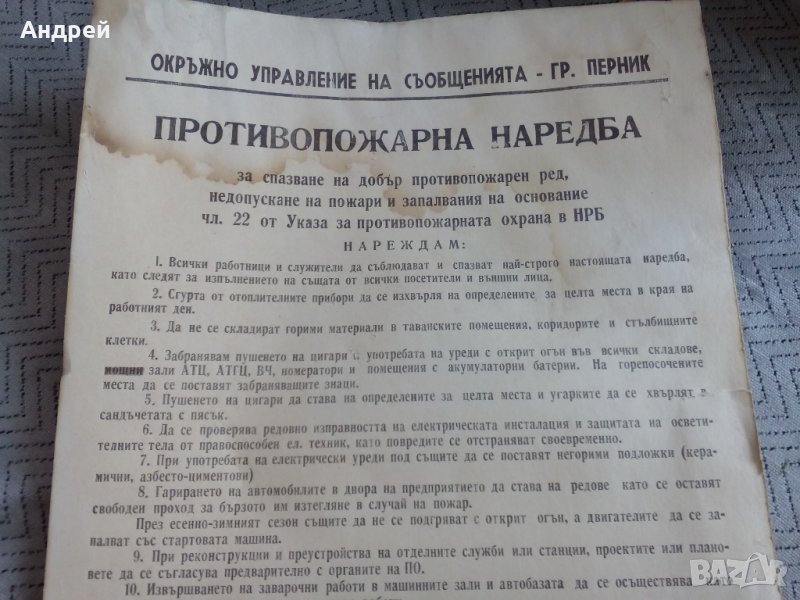 Андрей
ОКРЪЖНО УПРАВЛЕНИЕ НА СЪОБЩЕНИЯТА - ГР. ПЕРНИК
ПРОТИВОПОЖАРНА НАРЕДБА
за спазване на добър противопожарен ред,
недопускане на пожари и запалвания на основание
чл. 22 от Указа за противопожарната охрана в НРБ
НАРЕЖДАМ:
1. Всички работници и служители да съблюдават и спазват най-строго настоящата наредба,
като следят за изпълнението на същата от всички посетители и външни лица.
2. Сгурта от отоплителните прибори да се изхвърля на определените за целта места в края на
работният ден.
3. Да не се складират горими материали в таванските помещения, коридорите и стълбищните
клетки.
4. Забранявам пушенето на цигари и употребата на уреди с открит огън във всички складове,
мощни зали АТЦ, АТГЦ, ВЧ, номератори и помещения с акумулаторни батерии. На горепосочените
места да се поставят забраняващите знаци.
5. Пушенето на цигари да става на определените за целта места и угарките да се хвърлят в
сандъчетата с пясък.
6. Да се проверява редовно изправността на електрическата инсталация и защитата на осветителните
тела от правоспособен ел. техник, като повредите се отстраняват своевременно.
7. При употребата на електрически уреди под същите да се поставят негорими подложки (керамични,
азбесто-циментови)
8. Гарирането на автомобилите в двора на предприятието да става на редове като се оставят
свободен проход за бързото им изтегляне в случай на пожар.
През есенно-зимният сезон същите да не се подгряват с открит огън, а двигателите да се запалват
със стартовата машина.
9. При реконструкции и преустройства на отделните служби или станции, проектите или плановете
да се съгласува предварително с органите на ПО.
10. Извършването на заварочни работи в машинните зали и автобазата да се осъществява като
BAZAR